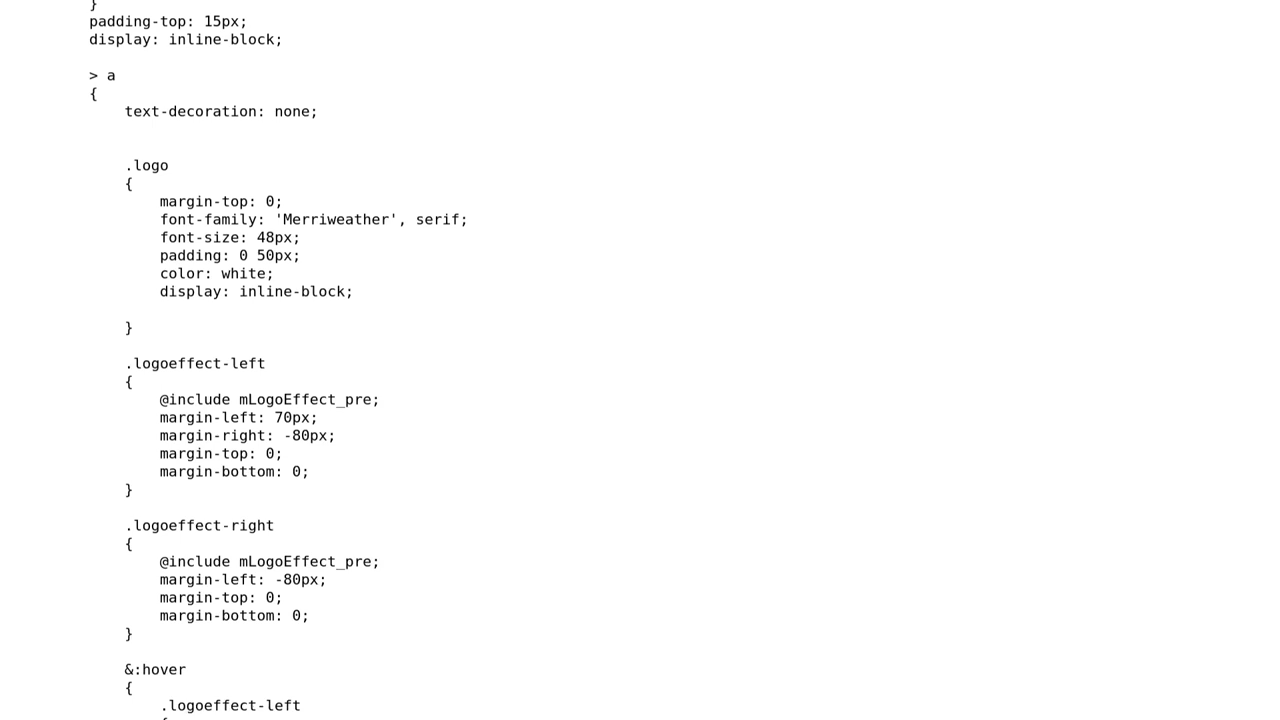 }
padding-top: 15px;
display: inline-block;
> a
{
text-decoration: none;
.logo
{
margin-top: 0;
font-family: 'Merriweather', serif;
font-size: 48px;
padding: 0 50px;
color: white;
display: inline-block;
}
.logoeffect-left
{
@include mLogoEffect_pre;
margin-left: 70px;
margin-right: -80px;
margin-top: 0;
margin-bottom: 0;
}
.logoeffect-right
{
@include mLogoEffect_pre;
margin-left: -80px;
margin-top: 0;
margin-bottom: 0;
}
&:hover
{
.logoeffect-left
{